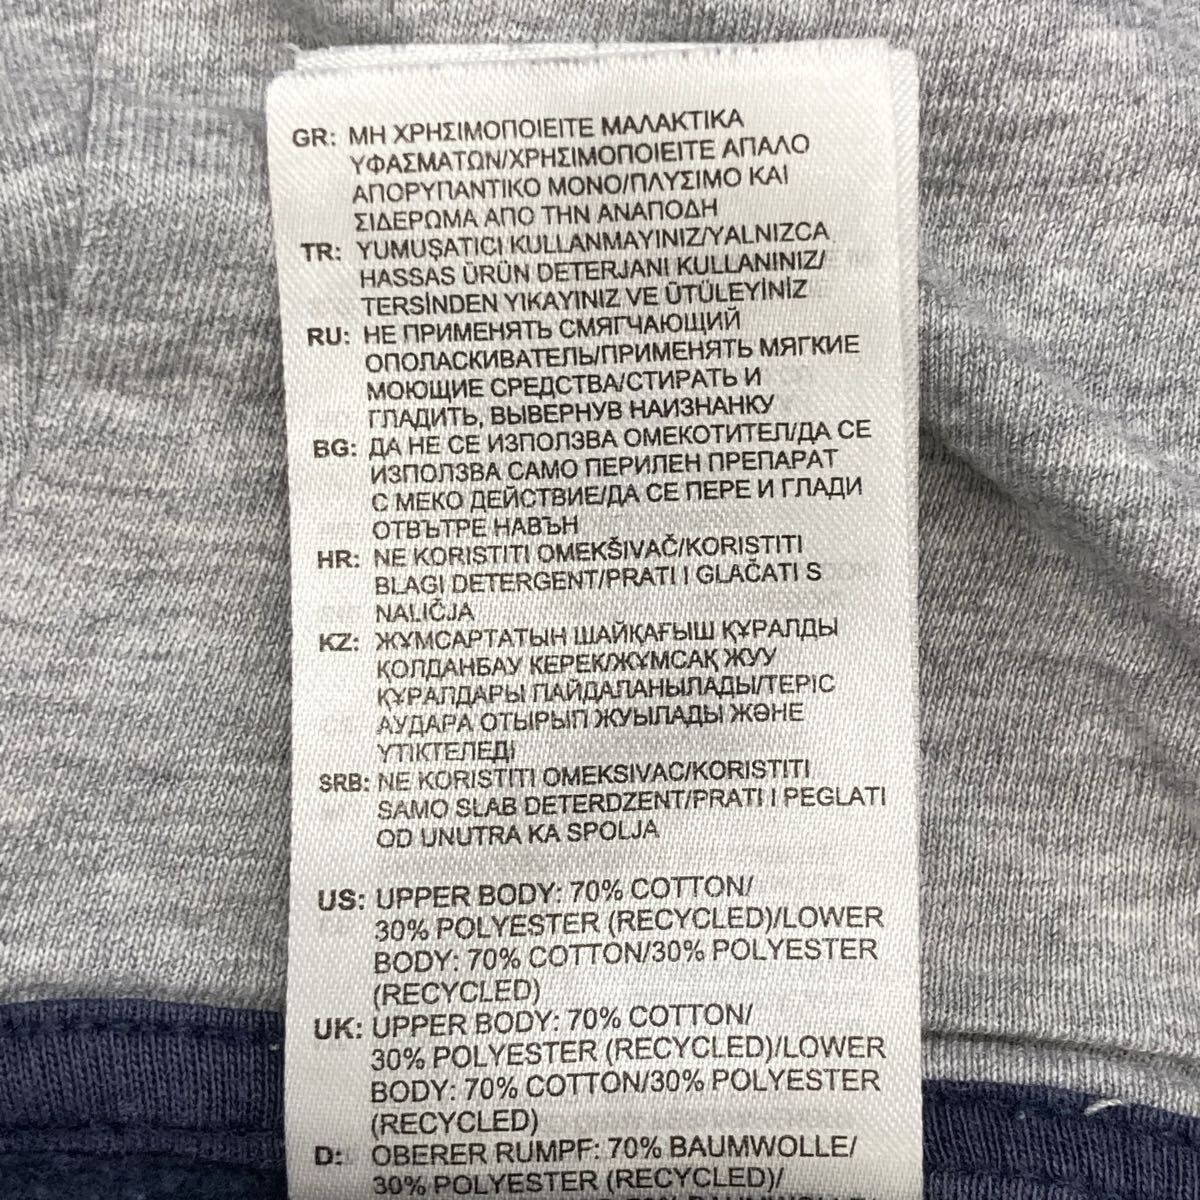 GR: ΜΗ ΧΡΗΣΙΜΟΠΟΙΕΙΤΕ ΜΑΛΑΚΤΙΚΑ
ΥΦΑΣΜΑΤΩΝ/ΧΡΗΣΙΜΟΠΟΙΕΙΤΕ ΑΠΑΛΟ
ΑΠΟΡΥΠΑΝΤΙΚΟ ΜΟΝΟ/ΠΛΥΣΙΜΟ ΚΑΙ
ΣΙΔΕΡΩΜΑ ΑΠΟ ΤΗΝ ΑΝΑΠΟΔΗ
TR: YUMUŞATICI KULLANMAYINIZ/YALNIZCA
HASSAS ÜRÜN DETERJANI KULLANINIZ/
TERSİNDEN YIKAYINIZ VE ÜTÜLEYİNİZ
RU: НЕ ПРИМЕНЯТЬ СМЯГЧАЮЩИЙ
ОПОЛАСКИВАТЕЛЬ/ПРИМЕНЯТЬ МЯГКИЕ
МОЮЩИЕ СРЕДСТВА/СТИРАТЬ И
ГЛАДИТЬ, ВЫВЕРНУВ НАИЗНАНКУ
BG: ДА НЕ СЕ ИЗПОЛЗВА ОМЕКОТИТЕЛ/ДА СЕ
ИЗПОЛЗВА САМО ПЕРИЛЕН ПРЕПАРАТ
С МЕКО ДЕЙСТВИЕ/ДА СЕ ПЕРЕ И ГЛАДИ
ОТВЪТРЕ НАВЪН
HR: NE KORISTITI OMEKŠIVAČ/KORISTITI
BLAGI DETERGENT/PRATI I GLAČATI S
NALIČJA
KZ: ЖҰМСАРТАТЫН ШАЙҚАҒЫШ ҚҰРАЛДЫ
ҚОЛДАНБАУ КЕРЕК/ЖҰМСАҚ ЖУУ
ҚҰРАЛДАРЫ ПАЙДАЛАНЫЛАДЫ/ТЕРІС
АУДАРА ОТЫРЫП ЖУЫЛАДЫ ЖӘНЕ
ҮТІКТЕЛЕДІ
SRB: NE KORISTITI OMEKSIVAC/KORISTITI
SAMO SLAB DETERDZENT/PRATI I PEGLATI
OD UNUTRA KA SPOLJA
US: UPPER BODY: 70% COTTON/
30% POLYESTER (RECYCLED)/LOWER
BODY: 70% COTTON/30% POLYESTER
(RECYCLED)
UK: UPPER BODY: 70% COTTON/
30% POLYESTER (RECYCLED)/LOWER
BODY: 70% COTTON/30% POLYESTER
(RECYCLED)
D: OBERER RUMPF: 70% BAUMWOLLE/
30% POLYESTER (RECYCLED)/